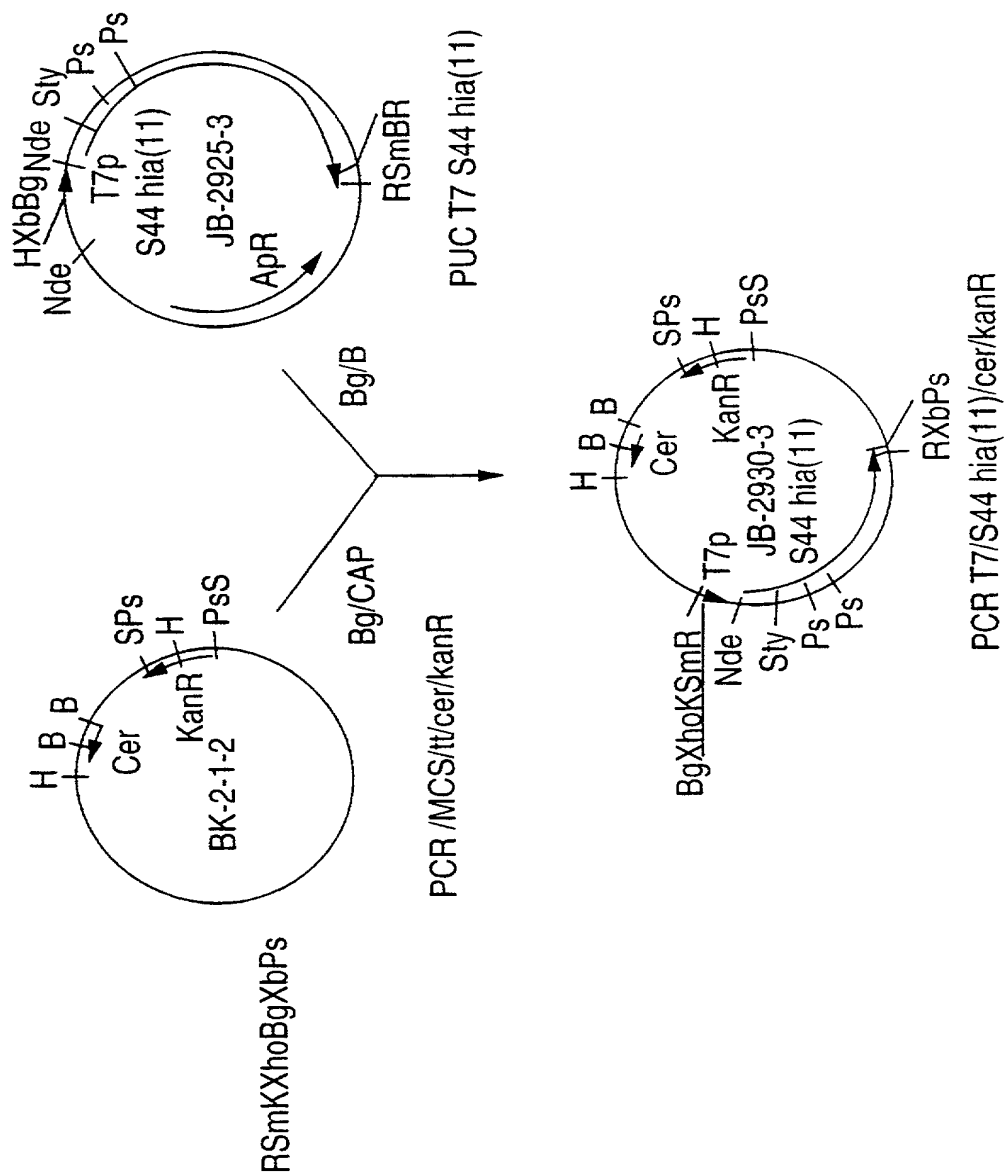 RSmKXhoBgXbPs
H
B
B
Cer
SPs
H
KanR
PsS
BK-2-1-2
PCR /MCS/tt/cer/kanR
Nde
HXbBg
Nde
Sty
Ps
Ps
T7p
S44 hia(11)
JB-2925-3
ApR
RSmBR
PUC T7 S44 hia(11)
Bg/CAP
Bg/B
BgXhoKSmR
H
B
B
Cer
SPs
H
KanR
PsS
T7p
Nde
Sty
Ps
Ps
JB-2930-3
S44 hia(11)
RXbPs
PCR T7/S44 hia(11)/cer/kanR